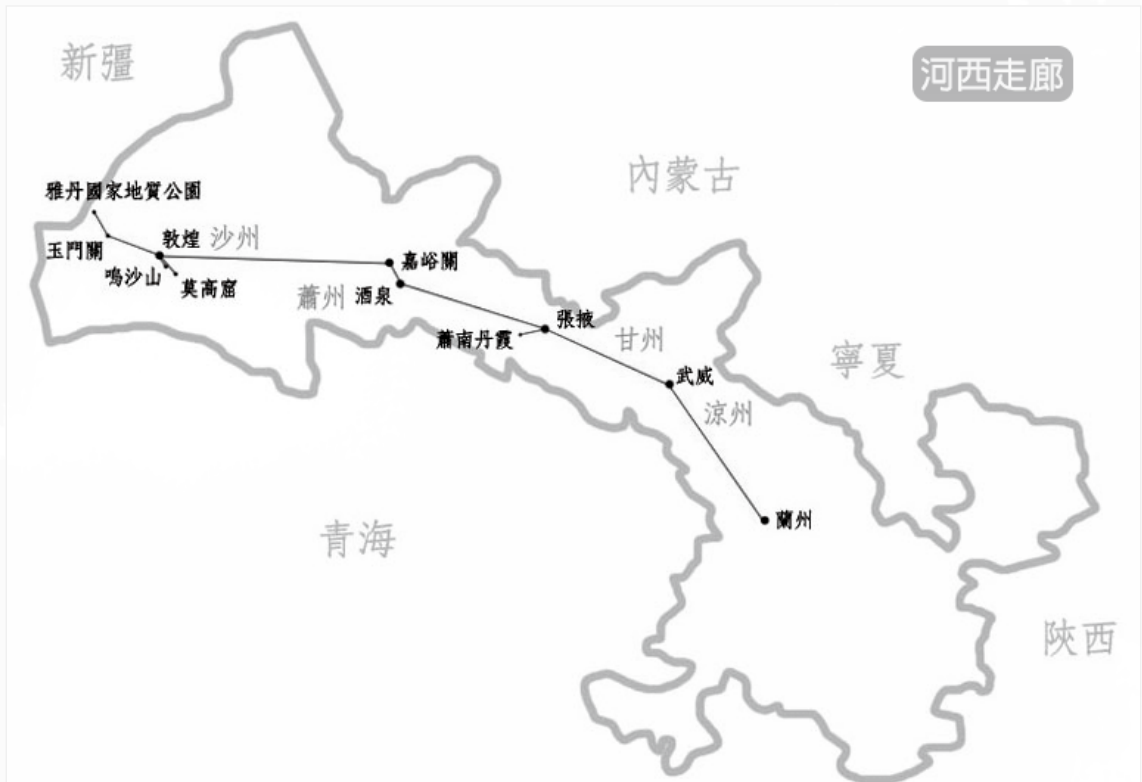 新疆
河西走廊
內蒙古
雅丹國家地質公園
玉門關
敦煌
沙州
鳴沙山
莫高窟
嘉峪關
蕭州
酒泉
張掖
蕭南丹霞
甘州
寧夏
武威
涼州
蘭州
青海
陝西